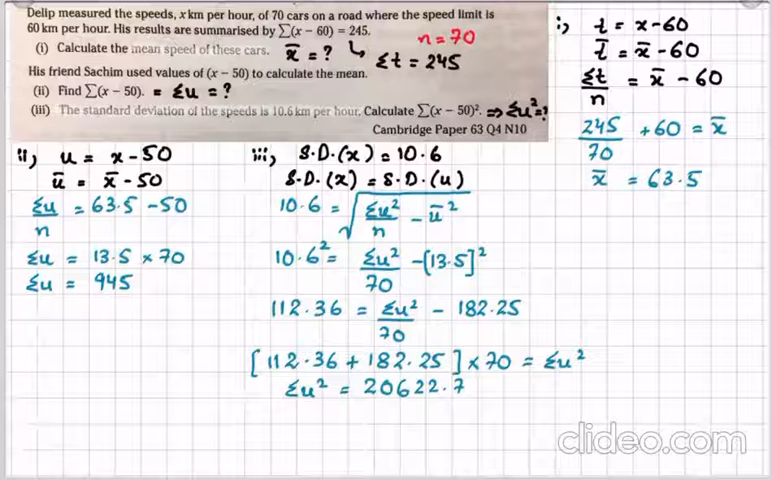 Delip measured the speeds, x km per hour, of 70 cars on a road where the speed limit is
60 km per hour. His results are summarised by ∑(x − 60) = 245.
n = 70
(i) Calculate the mean speed of these cars. x̄ = ?
Σt = 245
His friend Sachim used values of (x − 50) to calculate the mean.
(ii) Find ∑(x − 50). = Σu = ?
(iii) The standard deviation of the speeds is 10.6 km per hour. Calculate ∑(x − 50)². ⇒ Σu² = ?
Cambridge Paper 63 Q4 N10
i, t = x - 60
t̄ = x̄ - 60
Σt/n = x̄ - 60
245/70 + 60 = x̄
x̄ = 63.5
ii, u = x - 50
ū = x̄ - 50
Σu/n = 63.5 - 50
Σu = 13.5 × 70
Σu = 945
iii, S.D.(x) = 10.6
S.D.(x) = S.D.(u)
10.6 = √(Σu²/n - ū²)
10.6² = Σu²/70 - [13.5]²
112.36 = Σu²/70 - 182.25
[112.36 + 182.25] × 70 = Σu²
Σu² = 20622.7
clideo.com